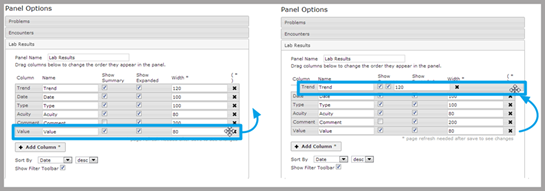 Panel Options
Problems
Encounters
Lab Results
Panel Name Lab Results
Drag columns below to change the order they appear in the panel.
Column Name Show Summary Show Expanded Width * ( * )
Trend Trend 120
Date Date 100
Type Type 100
Acuity Acuity 80
Comment Comment 200
Value Value 80
Add Column *
Sort By Date desc
Show Filter Toolbar
Panel Options
Problems
Encounters
Lab Results
Panel Name Lab Results
Drag columns below to change the order they appear in the panel.
Column Name Show Show Width * ( * )
Trend Trend 120
Date 100
Type Type 100
Acuity Acuity 80
Comment Comment 200
Value Value 80
* page refresh needed after save to see changes
Add Column *
Sort By Date desc
Show Filter Toolbar